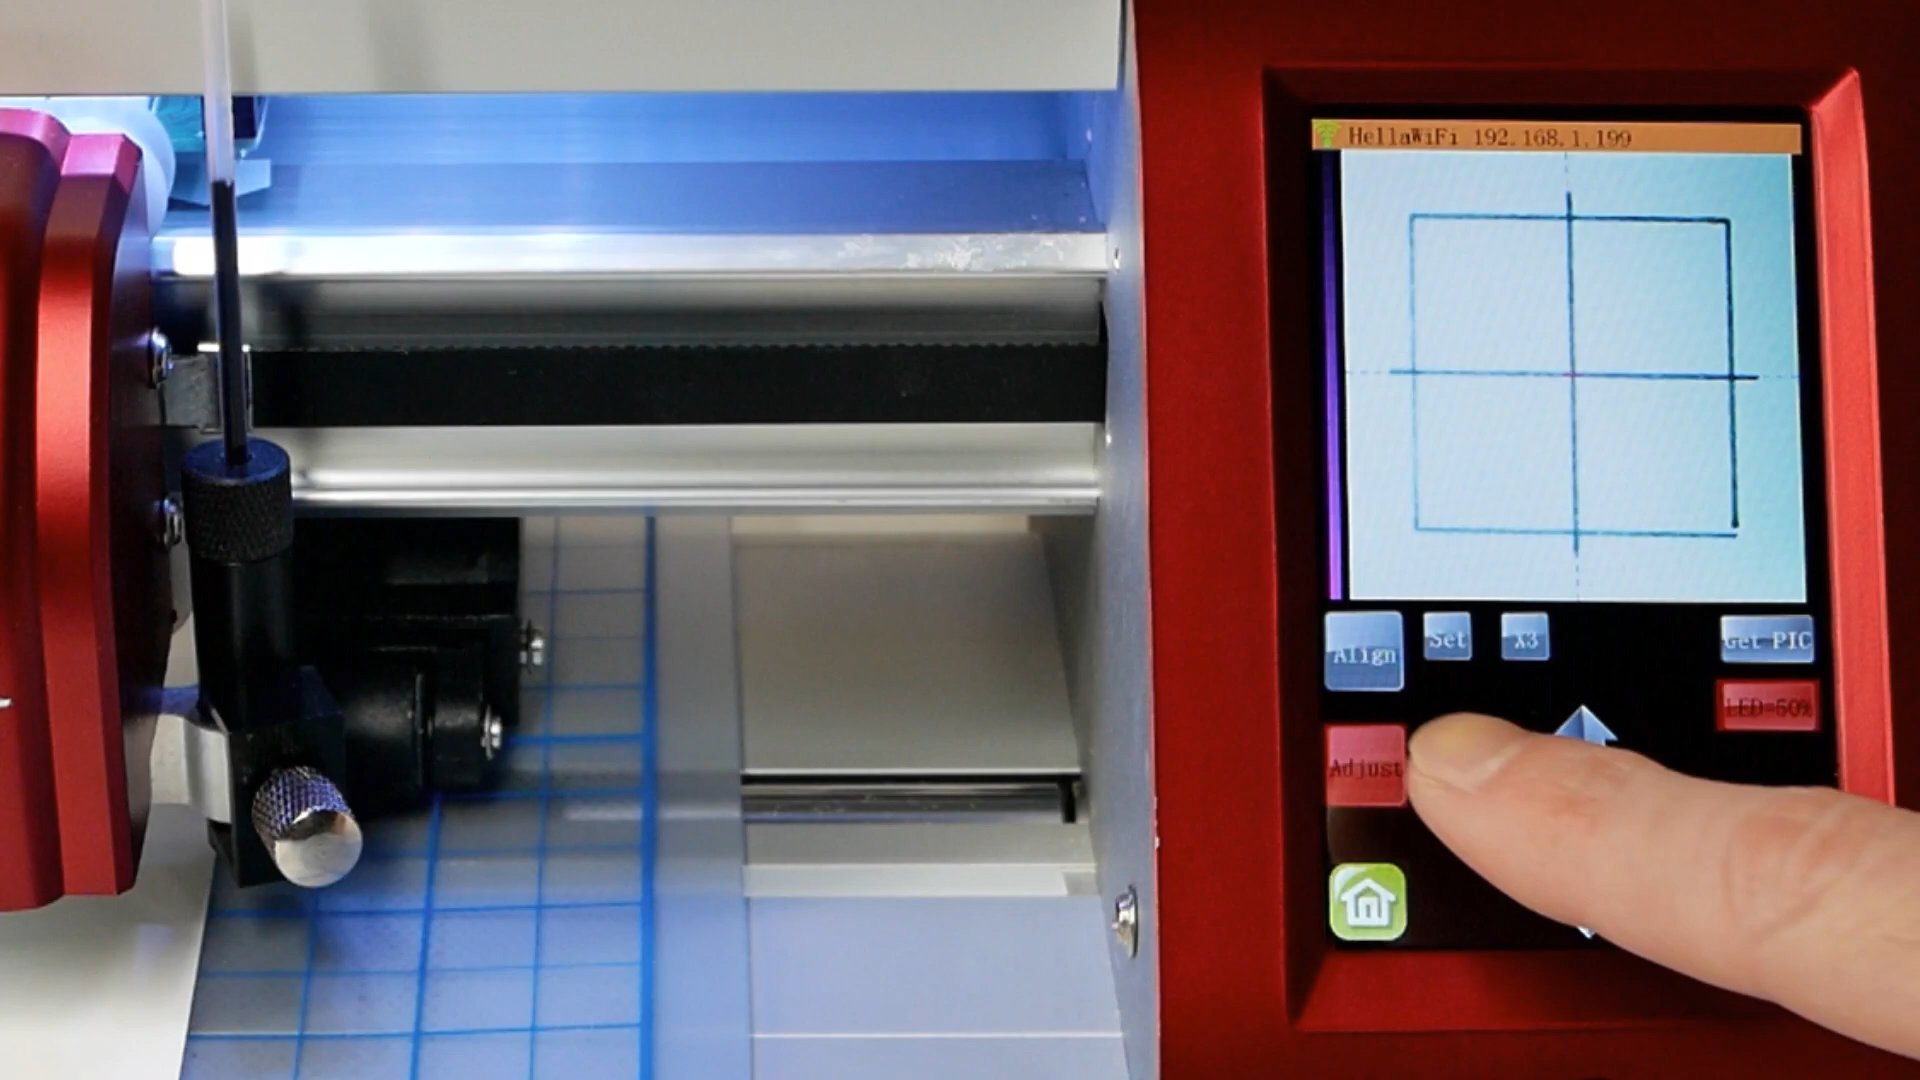 HellaWiFi 192.168.1.199
Align
Set
X3
Get PIC
LED=50%
Adjust